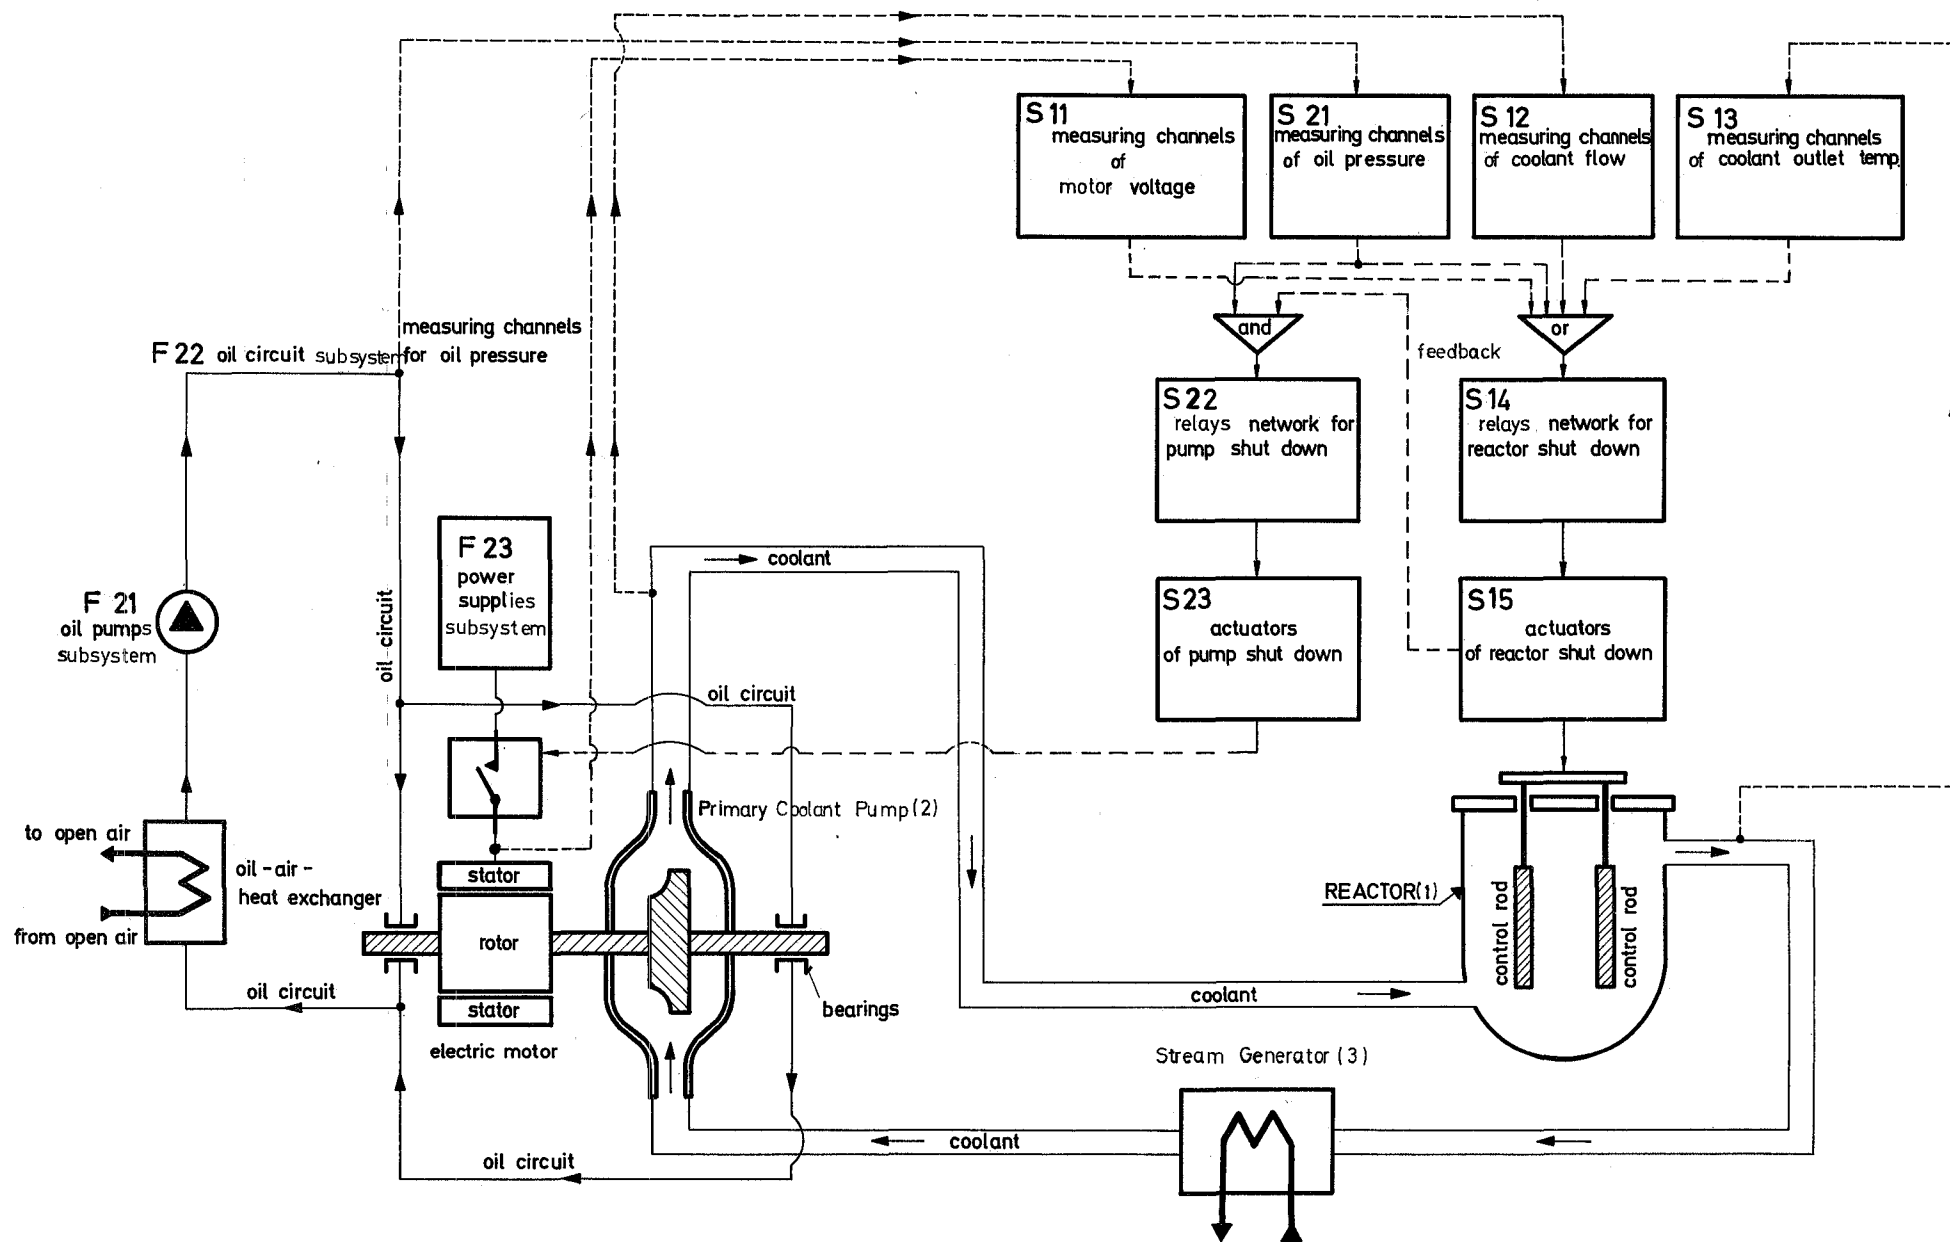 S 11
measuring channels
of
motor voltage
S 21
measuring channels
of oil pressure
S 12
measuring channels
of coolant flow
S 13
measuring channels
of coolant outlet temp.
and
or
feedback
measuring channels
for oil pressure
F 22 oil circuit subsystem
S 22
relays network for
pump shut down
S 14
relays network for
reactor shut down
F 23
power
supplies
subsystem
coolant
F 21
oil pumps
subsystem
oil circuit
S 23
actuators
of pump shut down
S 15
actuators
of reactor shut down
oil circuit
Primary Coolant Pump (2)
to open air
oil-air-
heat exchanger
from open air
stator
rotor
stator
electric motor
REACTOR (1)
control rod
control rod
oil circuit
bearings
coolant
Stream Generator (3)
coolant
oil circuit